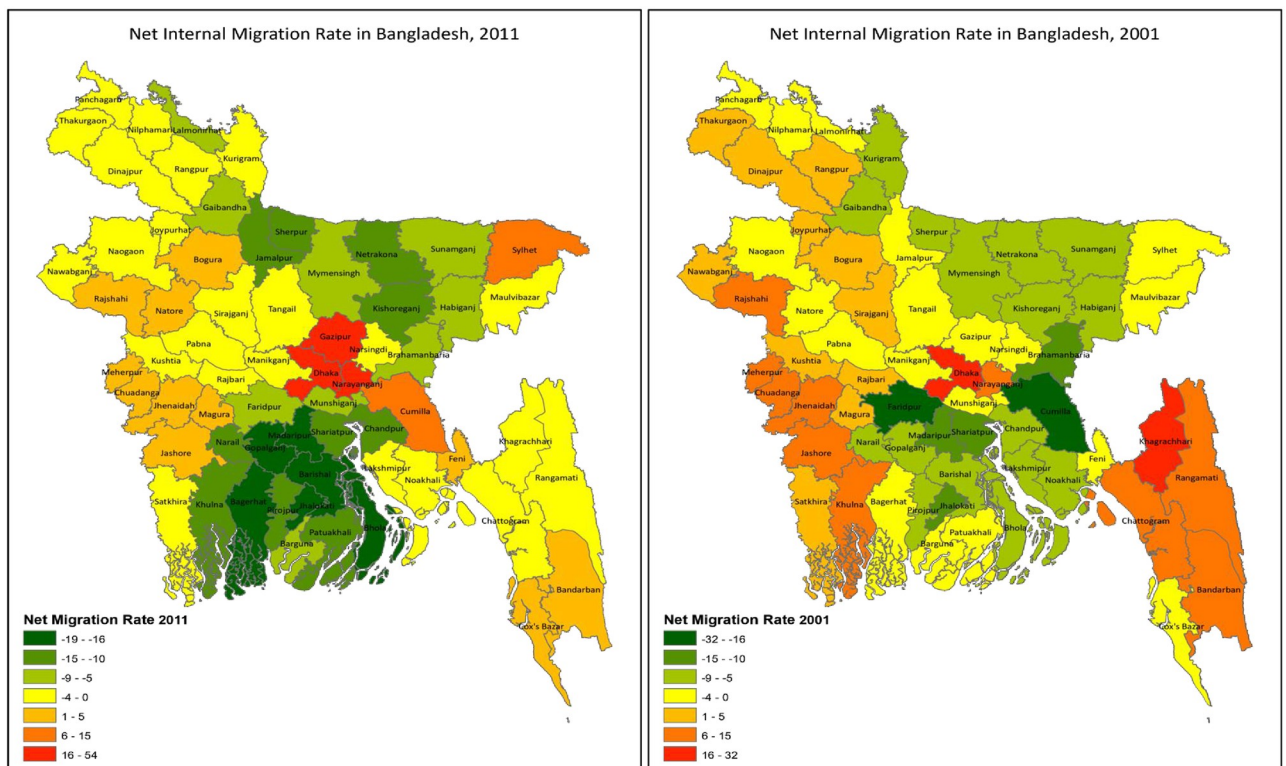 Net Internal Migration Rate in Bangladesh, 2011
Panchagarh
Thakurgaon
Nilphamari
Lalmonirhat
Dinajpur
Rangpur
Kurigram
Gaibandha
Joypurhat
Naogaon
Bogura
Jamalpur
Sherpur
Netrakona
Sunamganj
Sylhet
Mymensingh
Nawabganj
Rajshahi
Natore
Sirajganj
Tangail
Kishoreganj
Habiganj
Maulvibazar
Gazipur
Narsingdi
Brahamanbaria
Pabna
Kushtia
Manikganj
Dhaka
Narayanganj
Meherpur
Chuadanga
Jhenaidah
Rajbari
Magura
Faridpur
Munshiganj
Cumilla
Shariatpur
Madaripur
Chandpur
Narail
Gopalganj
Jashore
Khagrachhari
Feni
Lakshmipur
Noakhali
Rangamati
Barishal
Satkhira
Khulna
Bagerhat
Jhalokati
Pirojpur
Bhola
Patuakhali
Barguna
Chattogram
Bandarban
Cox's Bazar
Net Migration Rate 2011
-19 - -16
-15 - -10
-9 - -5
-4 - 0
1 - 5
6 - 15
16 - 54
Net Internal Migration Rate in Bangladesh, 2001
Panchagarh
Thakurgaon
Nilphamari
Lalmonirhat
Dinajpur
Rangpur
Kurigram
Gaibandha
Joypurhat
Naogaon
Bogura
Jamalpur
Sherpur
Netrakona
Sunamganj
Sylhet
Mymensingh
Nawabganj
Rajshahi
Natore
Sirajganj
Tangail
Kishoreganj
Habiganj
Maulvibazar
Gazipur
Narsingdi
Brahamanbaria
Pabna
Kushtia
Manikganj
Dhaka
Narayanganj
Meherpur
Chuadanga
Jhenaidah
Rajbari
Magura
Faridpur
Munshiganj
Cumilla
Shariatpur
Madaripur
Chandpur
Narail
Gopalganj
Jashore
Khagrachhari
Feni
Lakshmipur
Noakhali
Rangamati
Barishal
Satkhira
Khulna
Bagerhat
Jhalokati
Pirojpur
Bhola
Patuakhali
Barguna
Chattogram
Bandarban
Cox's Bazar
Net Migration Rate 2001
-32 - -16
-15 - -10
-9 - -5
-4 - 0
1 - 5
6 - 15
16 - 32